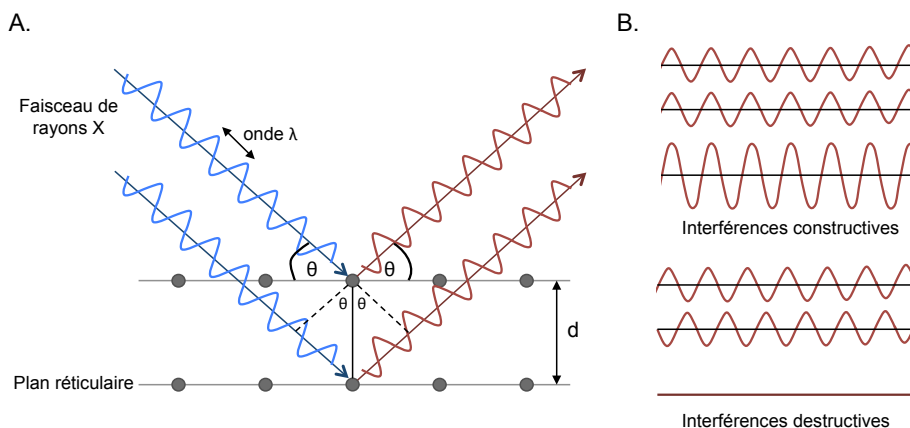 A.
Faisceau de
rayons X
onde λ
θ
θ
θ
θ
d
Plan réticulaire
B.
Interférences constructives
Interférences destructives